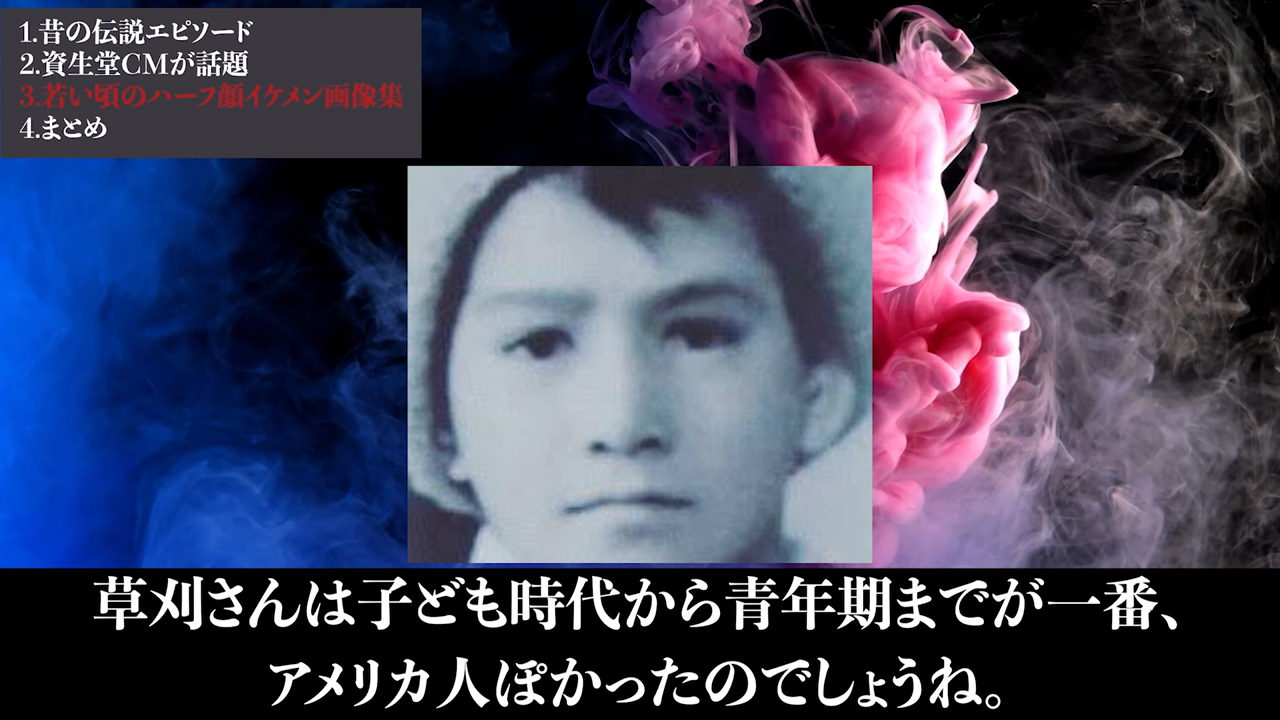 1.昔の伝説エピソード
2.資生堂CMが話題
3.若い頃のハーフ顔イケメン画像集
4.まとめ
草刈さんは子ども時代から青年期までが一番、
アメリカ人ぽかったのでしょうね。